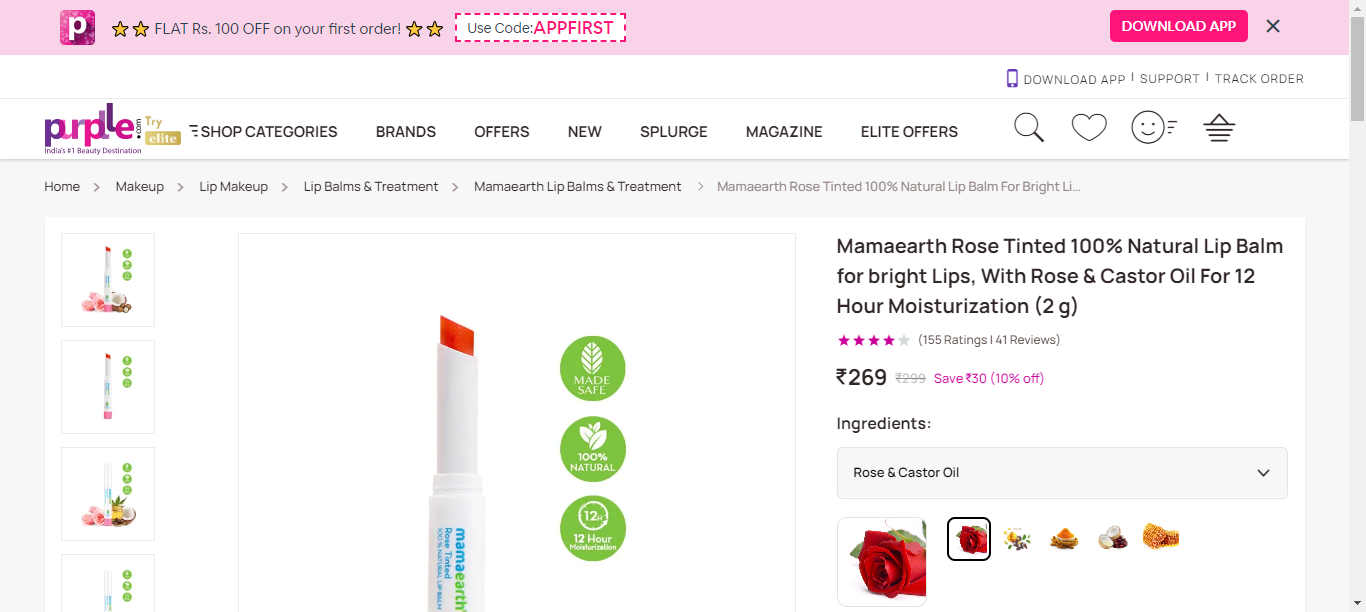 FLAT Rs. 100 OFF on your first order!
Use Code:APPFIRST
DOWNLOAD APP
DOWNLOAD APP | SUPPORT | TRACK ORDER
purplle.com
Try elite
India's #1 Beauty Destination
SHOP CATEGORIES
BRANDS
OFFERS
NEW
SPLURGE
MAGAZINE
ELITE OFFERS
Home > Makeup > Lip Makeup > Lip Balms & Treatment > Mamaearth Lip Balms & Treatment > Mamaearth Rose Tinted 100% Natural Lip Balm For Bright Li...
MADE
SAFE
100%
NATURAL
12H
12 Hour
Moisturization
mamaearth
Rose Tinted
100% NATURAL LIP BALM
Mamaearth Rose Tinted 100% Natural Lip Balm
for bright Lips, With Rose & Castor Oil For 12
Hour Moisturization (2 g)
(155 Ratings | 41 Reviews)
₹269 ₹299 Save ₹30 (10% off)
Ingredients:
Rose & Castor Oil